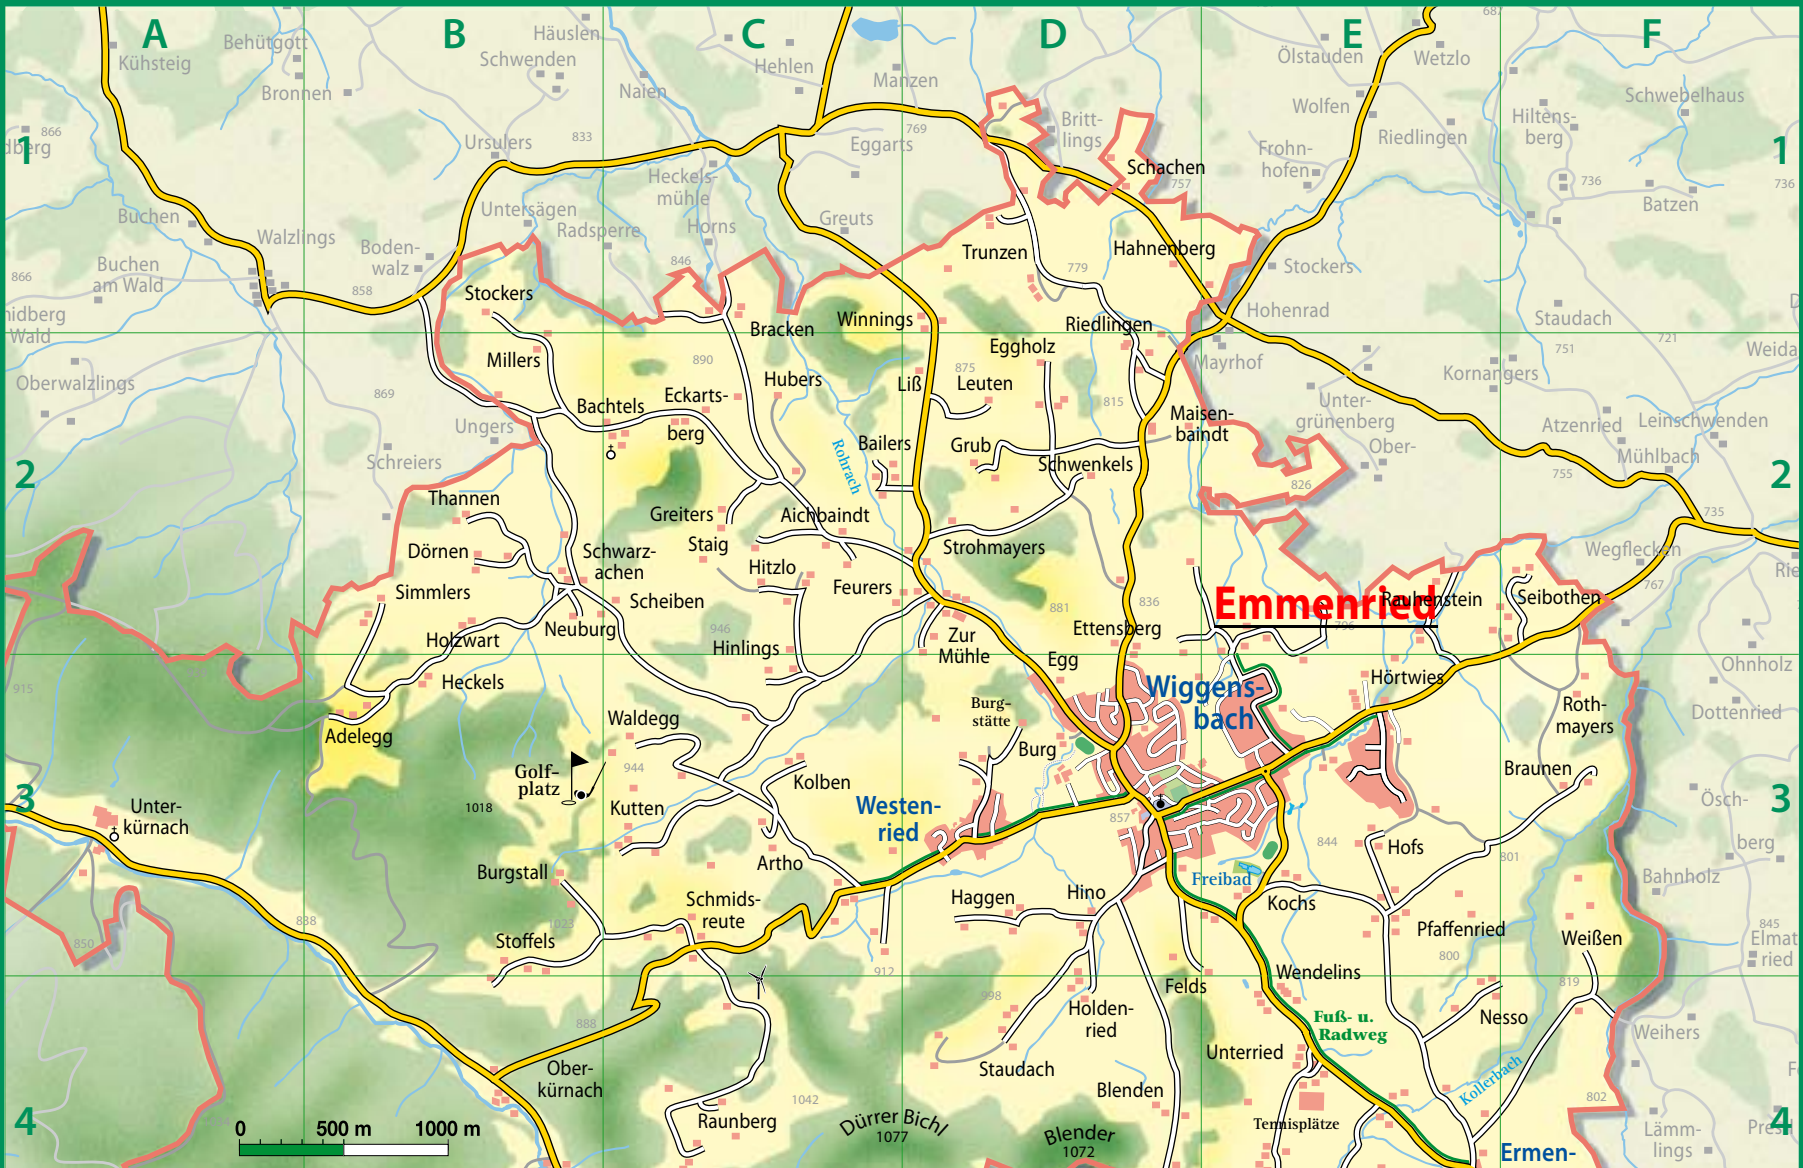 A
B
C
D
E
F
Kühsteig
Behütgott
Häuslen
Schwenden
Bronnen
Naien
Hehlen
Manzen
Ölstauden
Wetzlo
687
Schwebelhaus
Wolfen
Riedlingen
Hiltens-
berg
Britt-
lings
866
dberg
1
Ursulers
833
769
Eggarts
Schachen
757
Frohn-
hofen
1
736
736
Batzen
Heckels-
mühle
Buchen
Walzlings
Untersägen
Radsperre
Horns
Greuts
Boden-
walz
846
Trunzen
Hahnenberg
779
Stockers
866
Buchen
am Wald
858
Stockers
Hohenrad
Staudach
nidberg
Wald
Bracken
Winnings
Riedlingen
Eggholz
Mayrhof
751
721
Weida
Millers
890
Oberwalzlings
869
Hubers
Liß
875
Leuten
815
Kornangers
Eckarts-
berg
Bachtels
Unter-
grünenberg
Ober-
Atzenried
Leinschwenden
Ungers
Rohrach
Bailers
Grub
Maisen-
baindt
Mühlbach
Schreiers
2
Schwenkels
826
755
2
Thannen
Greiters
Aichbaindt
735
Dörnen
Schwarz-
achen
Staig
Strohmayers
Wegflecken
Hitzlo
Feurers
Simmlers
Scheiben
881
836
Emmenried
Rauhenstein
Seibothen
767
Rie
796
Holzwart
Neuburg
946
Hinlings
Zur
Mühle
Ettensberg
Egg
Ohnholz
915
Heckels
Hörtwies
Wiggens-
bach
Waldegg
Burg-
stätte
Roth-
mayers
Dottenried
Adelegg
Burg
Golf-
platz
944
Kolben
Braunen
3
1018
Kutten
Westen-
ried
Ösch-
berg
3
Unter-
kürnach
857
844
Hofs
801
Artho
Burgstall
Freibad
Bahnholz
Schmids-
reute
Haggen
Hino
Kochs
838
1023
Pfaffenried
845
850
Stoffels
Weißen
Elmat
ried
800
912
Wendelins
819
Felds
998
Holden-
ried
Fuß- u.
Radweg
Nesso
Weihers
888
Unterried
Staudach
Ober-
kürnach
Blenden
Kollerbach
802
1042
4
0
500 m
1000 m
Raunberg
Dürrer Bichl
1077
Blender
1072
Tennisplätze
Lämm-
lings
4
Ermen-